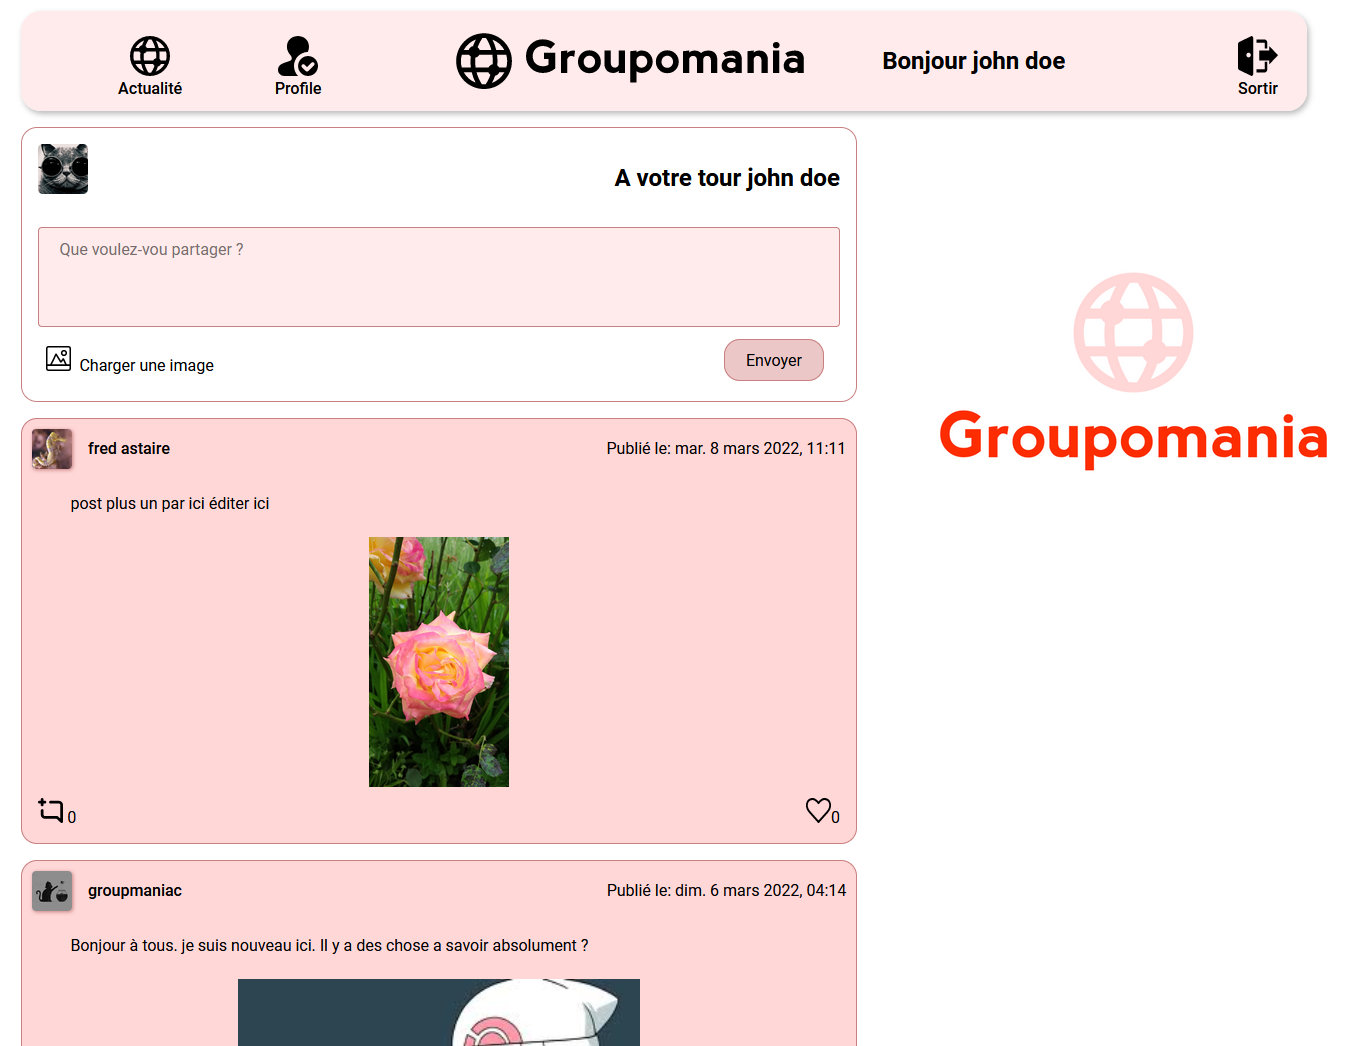 Actualité
Profile
Groupomania
Bonjour john doe
Sortir
A votre tour john doe
Que voulez-vou partager ?
Charger une image
Envoyer
Groupomania
fred astaire
Publié le: mar. 8 mars 2022, 11:11
post plus un par ici éditer ici
0
0
groupmaniac
Publié le: dim. 6 mars 2022, 04:14
Bonjour à tous. je suis nouveau ici. Il y a des chose a savoir absolument ?